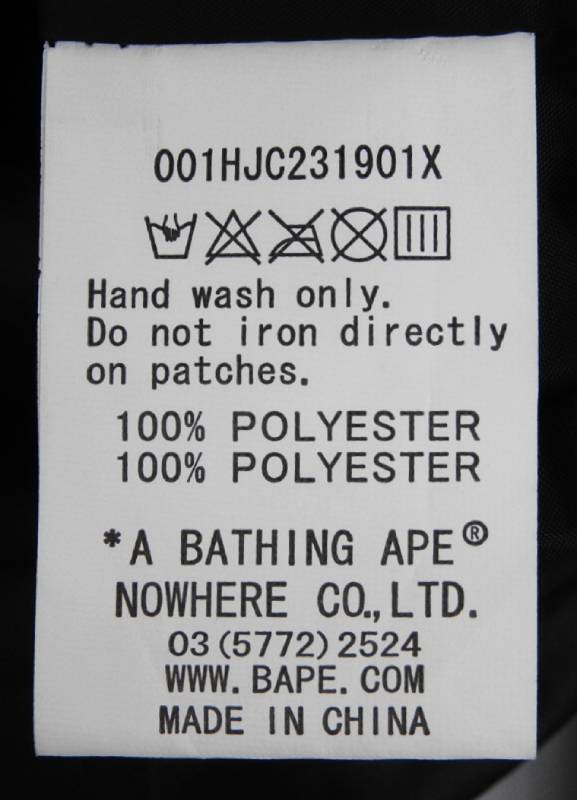 001HJC231901X
Hand wash only.
Do not iron directly
on patches.
100% POLYESTER
100% POLYESTER
*A BATHING APE®
NOWHERE CO.,LTD.
03(5772)2524
WWW.BAPE.COM
MADE IN CHINA